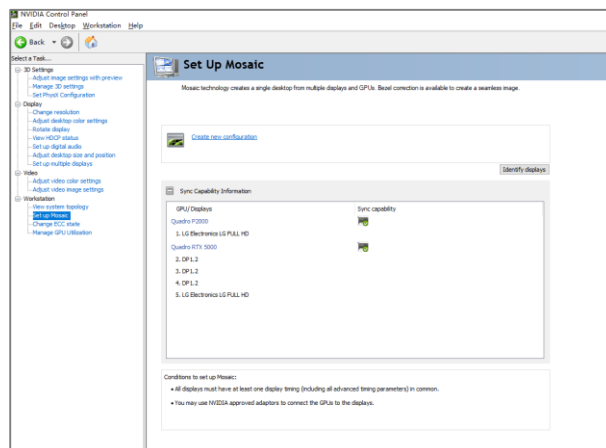 NVIDIA Control Panel
File Edit Desktop Workstation Help
Back
Select a Task...
3D Settings
Adjust image settings with preview
Manage 3D settings
Set PhysX Configuration
Display
Change resolution
Adjust desktop color settings
Rotate display
View HDCP status
Set up digital audio
Adjust desktop size and position
Set up multiple displays
Video
Adjust video color settings
Adjust video image settings
Workstation
View system topology
Set up Mosaic
Change ECC state
Manage GPU Utilisation
Set Up Mosaic
Mosaic technology creates a single desktop from multiple displays and GPUs. Bezel correction is available to create a seamless image.
Create new configuration
Identify displays
Sync Capability Information
GPU/Displays Sync capability
Quadro P2000
1. LG Electronics LG FULL HD
Quadro RTX 5000
2. DP1.2
3. DP1.2
4. DP1.2
5. LG Electronics LG FULL HD
Conditions to set up Mosaic:
• All displays must have at least one display timing (including all advanced timing parameters) in common.
• You may use NVIDIA approved adaptors to connect the GPUs to the displays.